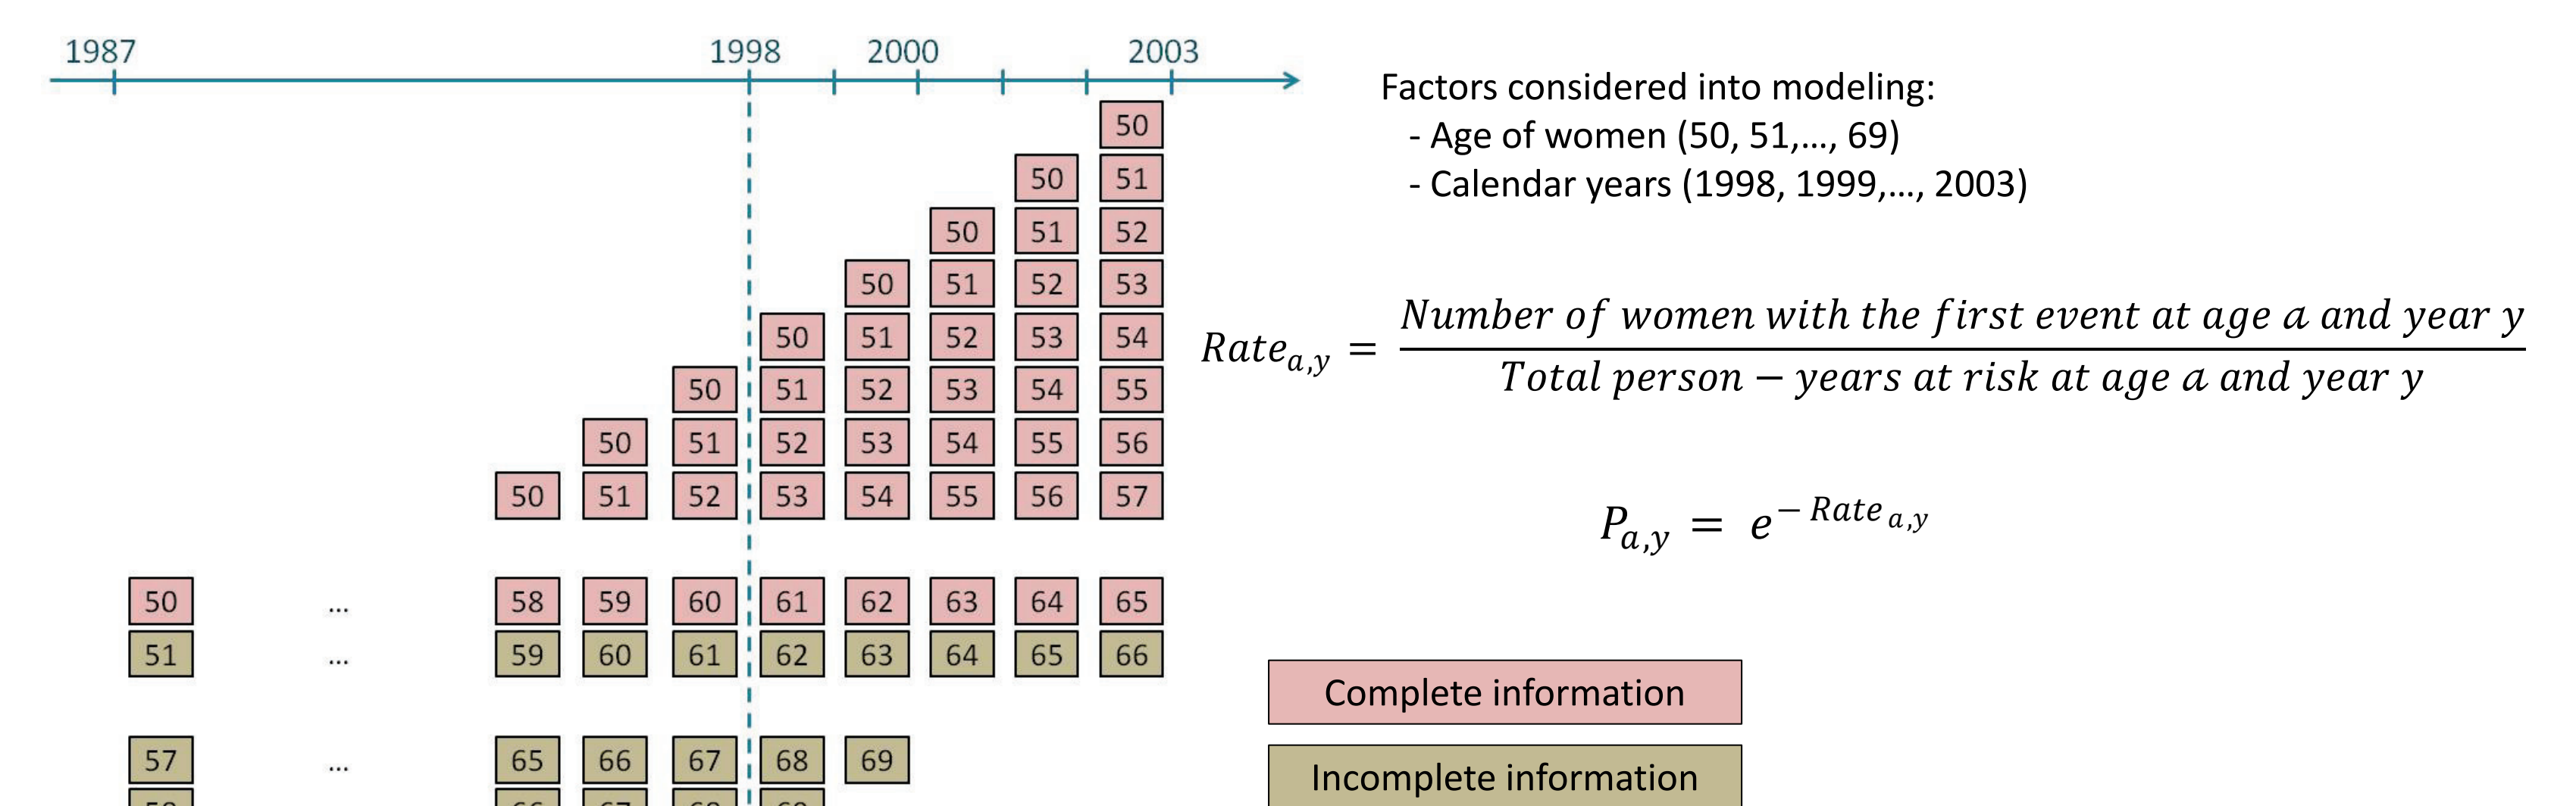 1987 1998 2000 2003
Factors considered into modeling:
- Age of women (50, 51,..., 69)
- Calendar years (1998, 1999,..., 2003)
50
50 51
50 51 52
50 51 52 53
50 51 52 53 54
50 51 52 53 54 55
50 51 52 53 54 55 56
50 51 52 53 54 55 56 57
Rate a,y = Number of women with the first event at age a and year y
Total person − years at risk at age a and year y
P a,y = e − Rate a,y
50 ... 58 59 60 61 62 63 64 65
51 ... 59 60 61 62 63 64 65 66
57 ... 65 66 67 68 69
Complete information
Incomplete information